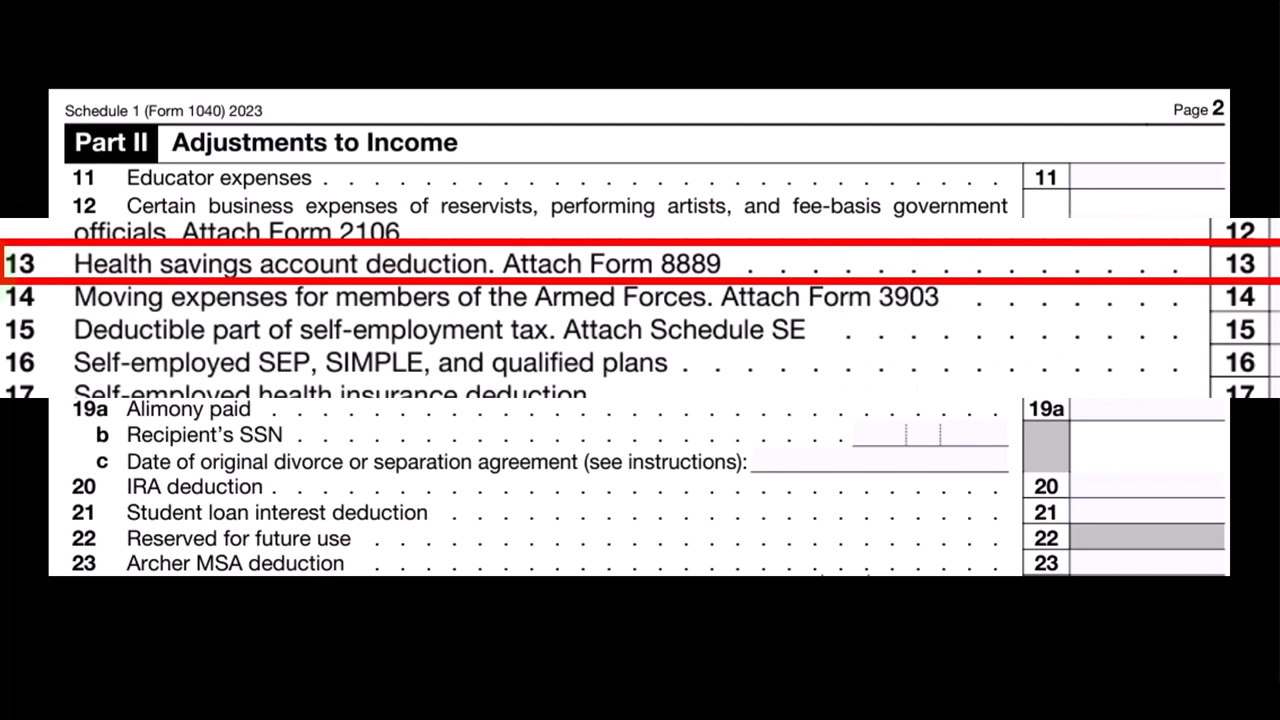 Schedule 1 (Form 1040) 2023 Page 2
Part II Adjustments to Income
11 Educator expenses . . . . . . . . . . . . . . . . . . . . . . . . . . . 11
12 Certain business expenses of reservists, performing artists, and fee-basis government
officials. Attach Form 2106 12
13 Health savings account deduction. Attach Form 8889 . . . . . . . . . . . . . 13
14 Moving expenses for members of the Armed Forces. Attach Form 3903 . . . . . . 14
15 Deductible part of self-employment tax. Attach Schedule SE . . . . . . . . . . 15
16 Self-employed SEP, SIMPLE, and qualified plans . . . . . . . . . . . . . . . 16
17 Self-employed health insurance deduction 17
19a Alimony paid . . . . . . . . . . . . . . . . . . . . . . . . . . . . . 19a
b Recipient's SSN . . . . . . . . . . . . . . . . . . . . . .
c Date of original divorce or separation agreement (see instructions):
20 IRA deduction . . . . . . . . . . . . . . . . . . . . . . . . . . . . . 20
21 Student loan interest deduction . . . . . . . . . . . . . . . . . . . . . . 21
22 Reserved for future use . . . . . . . . . . . . . . . . . . . . . . . . . 22
23 Archer MSA deduction . . . . . . . . . . . . . . . . . . . . . . . . . 23